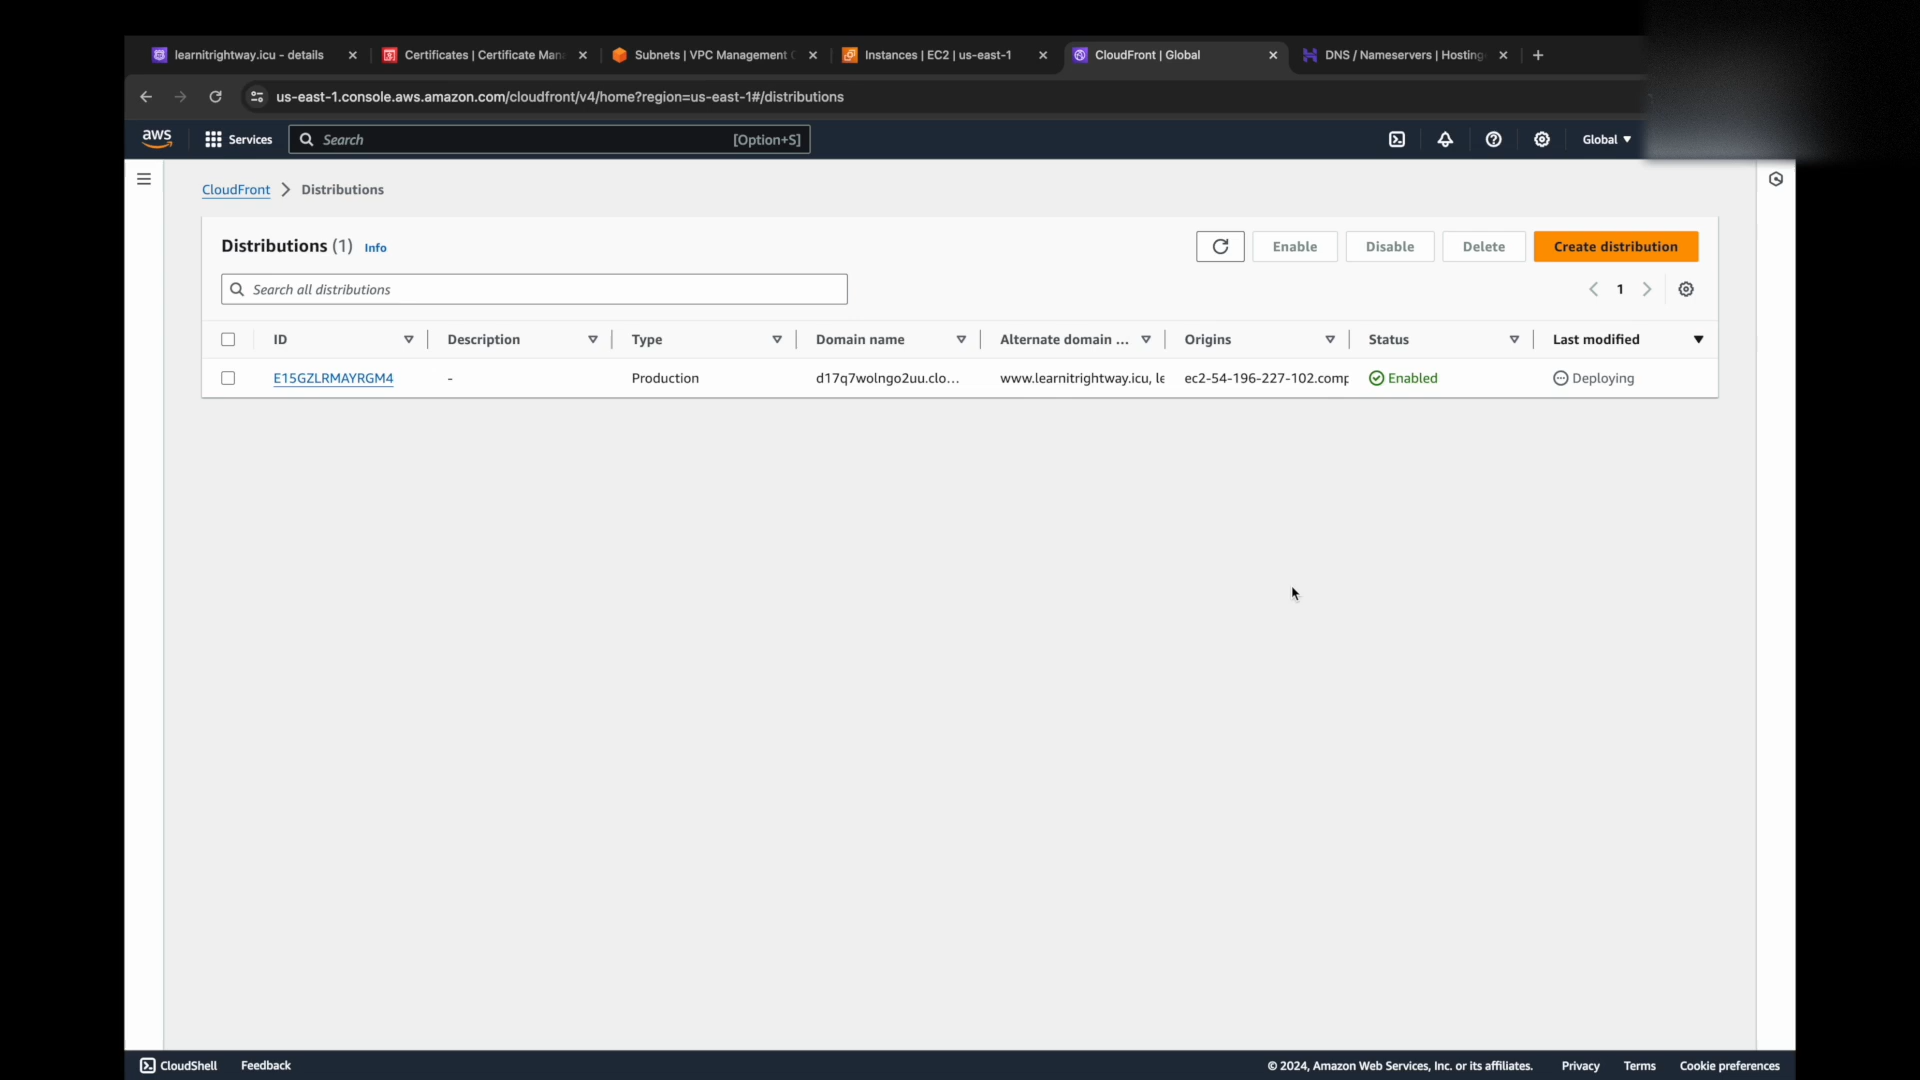 learnitrightway.icu - details
Certificates | Certificate Man
Subnets | VPC Management C
Instances | EC2 | us-east-1
CloudFront | Global
DNS / Nameservers | Hosting
us-east-1.console.aws.amazon.com/cloudfront/v4/home?region=us-east-1#/distributions
aws
Services
Search
[Option+S]
Global
CloudFront > Distributions
Distributions (1) Info
Enable
Disable
Delete
Create distribution
Search all distributions
1
ID
Description
Type
Domain name
Alternate domain ...
Origins
Status
Last modified
E15GZLRMAYRGM4
-
Production
d17q7wolngo2uu.clo...
www.learnitrightway.icu, le
ec2-54-196-227-102.comp
Enabled
Deploying
CloudShell
Feedback
© 2024, Amazon Web Services, Inc. or its affiliates.
Privacy
Terms
Cookie preferences